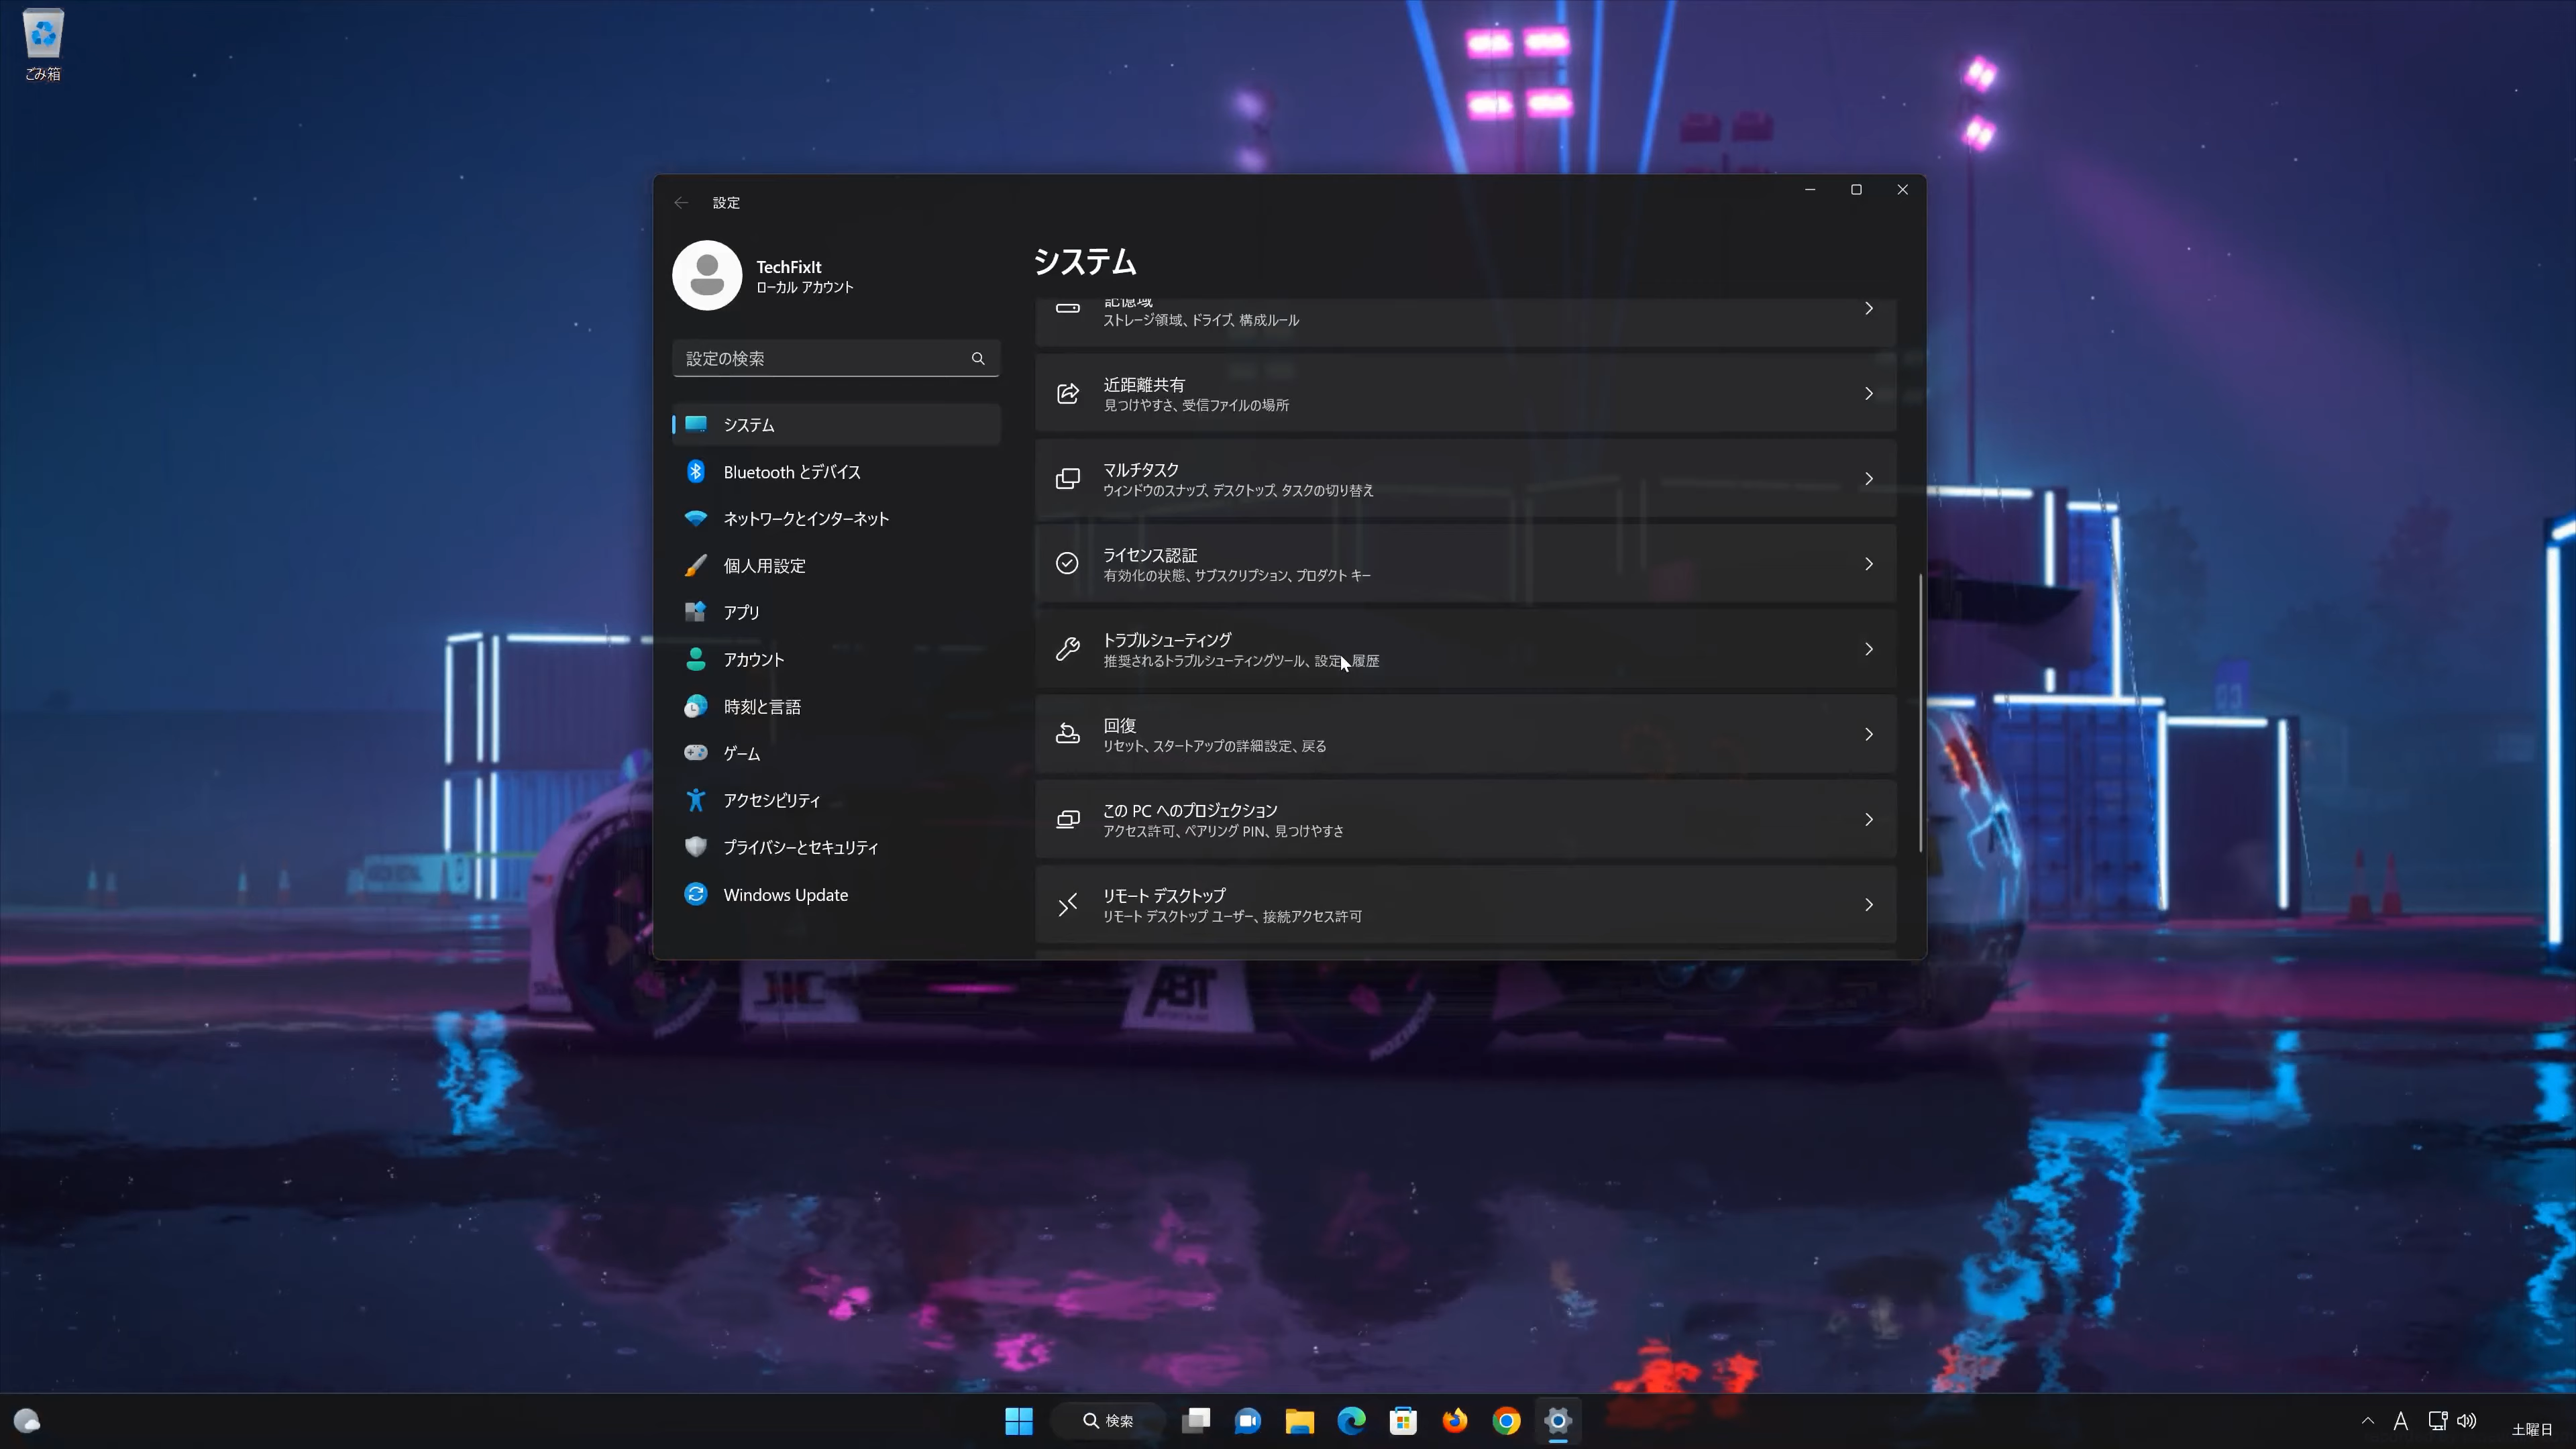 ごみ箱
設定
TechFixIt
ローカル アカウント
設定の検索
システム
Bluetooth とデバイス
ネットワークとインターネット
個人用設定
アプリ
アカウント
時刻と言語
ゲーム
アクセシビリティ
プライバシーとセキュリティ
Windows Update
システム
記憶域
ストレージ領域、ドライブ、構成ルール
近距離共有
見つけやすさ、受信ファイルの場所
マルチタスク
ウィンドウのスナップ、デスクトップ、タスクの切り替え
ライセンス認証
有効化の状態、サブスクリプション、プロダクト キー
トラブルシューティング
推奨されるトラブルシューティングツール、設定、履歴
回復
リセット、スタートアップの詳細設定、戻る
この PC へのプロジェクション
アクセス許可、ペアリング PIN、見つけやすさ
リモート デスクトップ
リモート デスクトップ ユーザー、接続アクセス許可
ABT
検索
A
土曜日